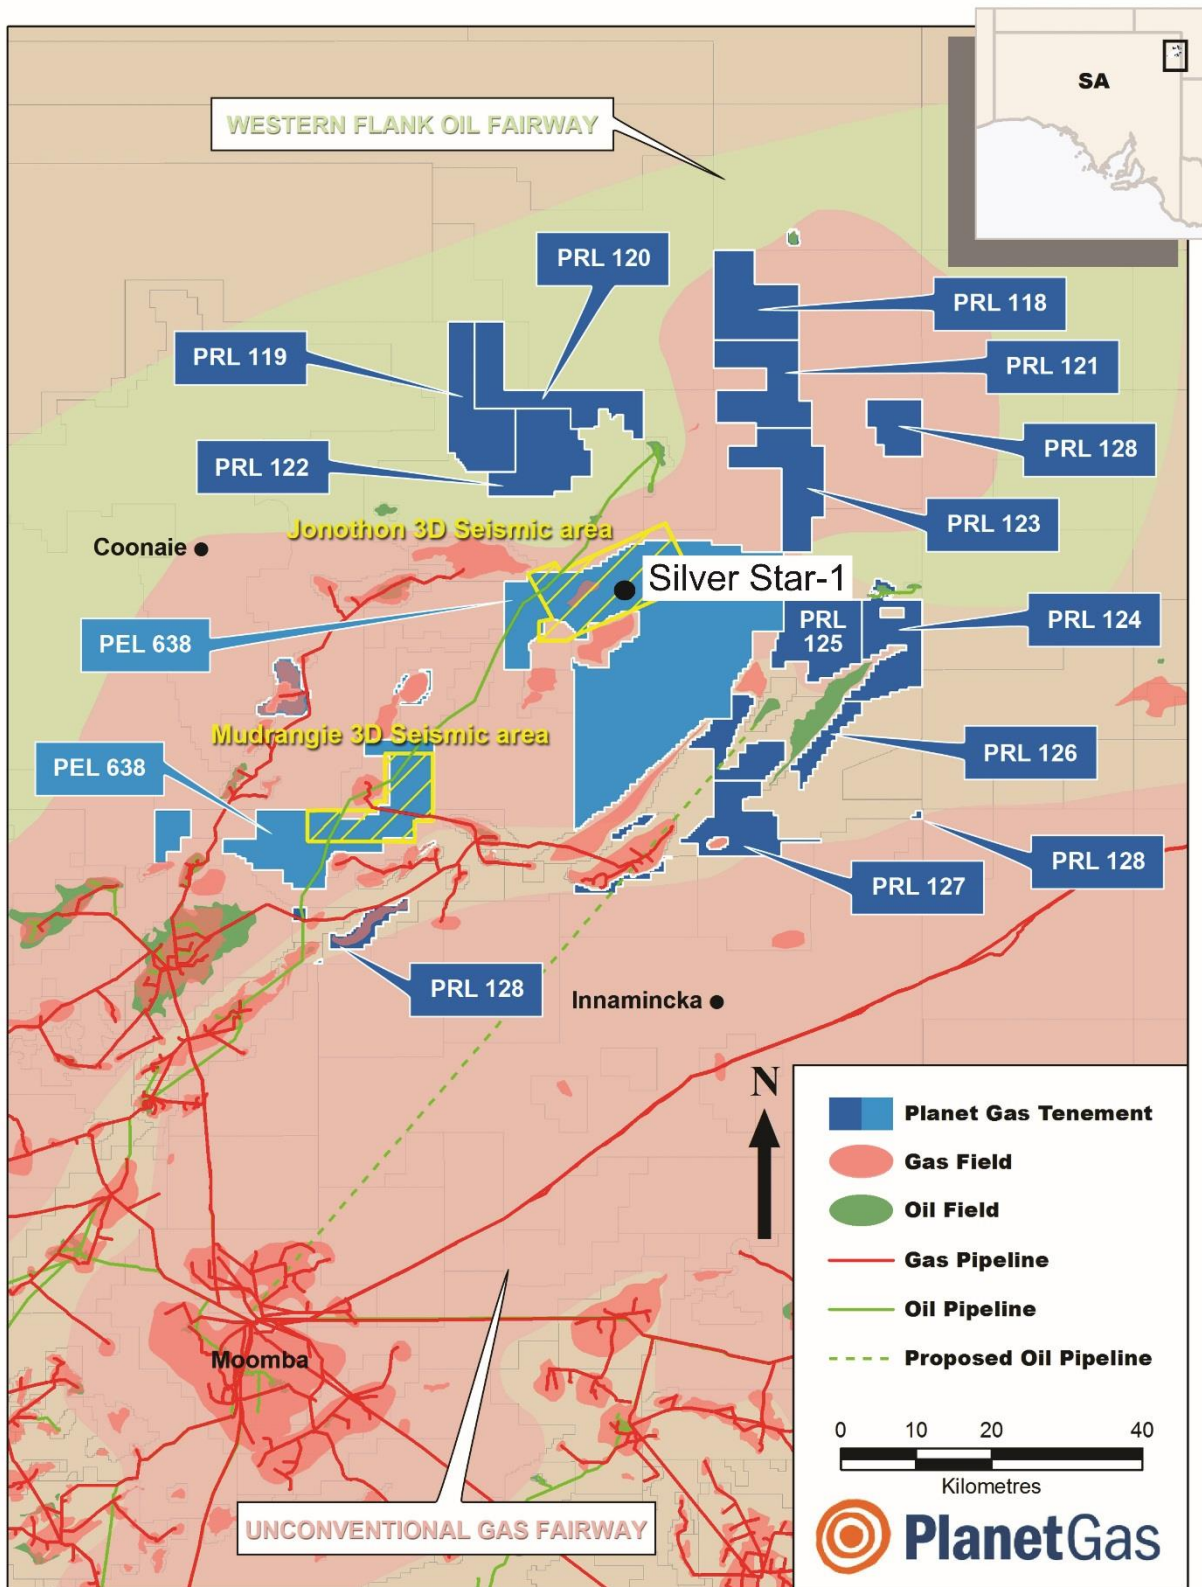 SA
WESTERN FLANK OIL FAIRWAY
PRL 120
PRL 118
PRL 119
PRL 121
PRL 128
PRL 122
PRL 123
Jonothon 3D Seismic area
Coonaie
Silver Star-1
PEL 638
PRL
125
PRL 124
Mudrangie 3D Seismic area
PEL 638
PRL 126
PRL 128
PRL 127
PRL 128
Innamincka
N
Planet Gas Tenement
Gas Field
Oil Field
Gas Pipeline
Oil Pipeline
Proposed Oil Pipeline
Moomba
0 10 20 40
Kilometres
UNCONVENTIONAL GAS FAIRWAY
PlanetGas